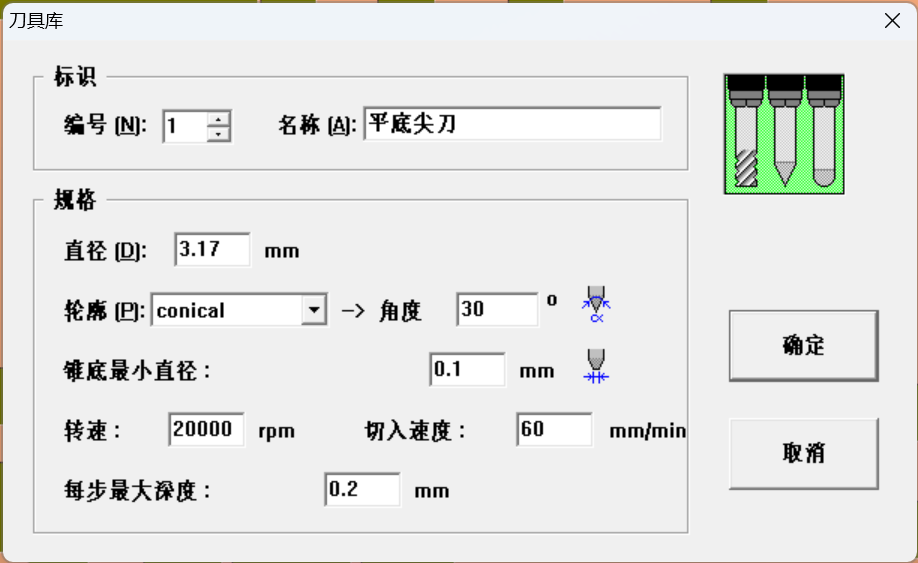 刀具库
标识
编号 (N): 1 名称 (A): 平底尖刀
规格
直径 (D): 3.17 mm
轮廓 (P): conical -> 角度 30 o α
锥底最小直径： 0.1 mm
转速： 20000 rpm 切入速度： 60 mm/min
每步最大深度： 0.2 mm
确定
取消